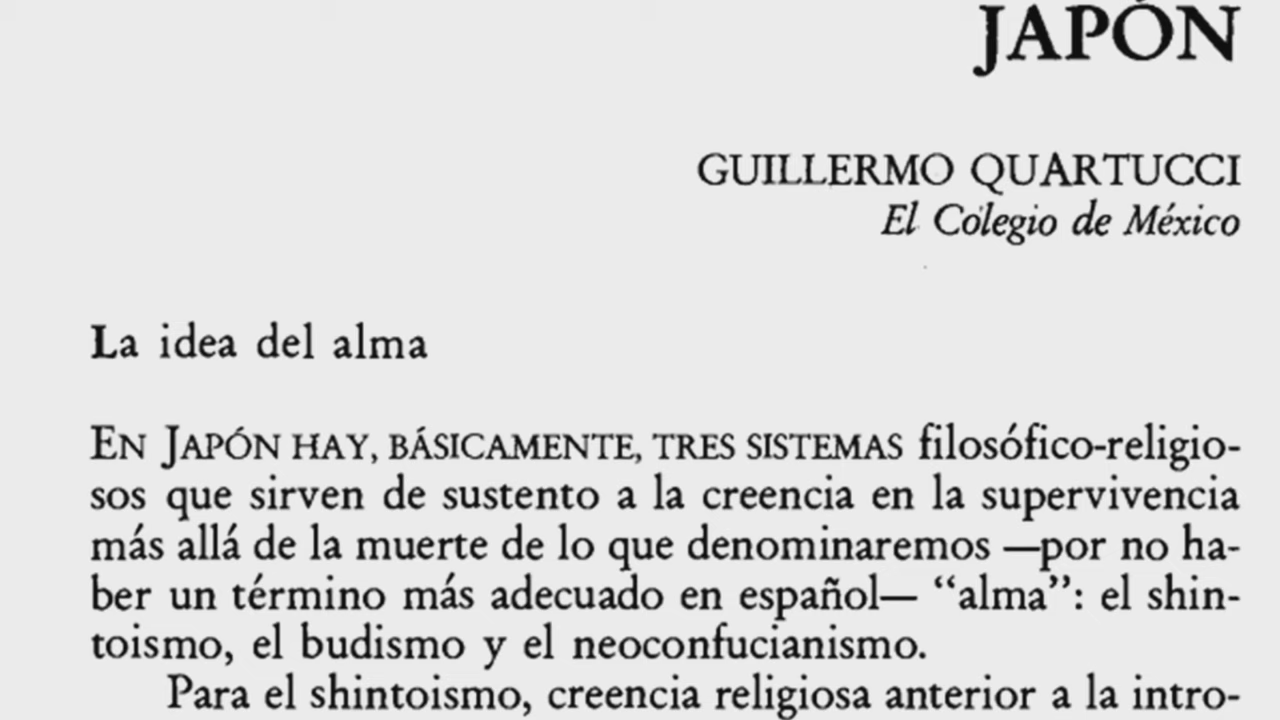 JAPÓN
GUILLERMO QUARTUCCI
El Colegio de México
La idea del alma
EN JAPÓN HAY, BÁSICAMENTE, TRES SISTEMAS filosófico-religio-
sos que sirven de sustento a la creencia en la supervivencia
más allá de la muerte de lo que denominaremos —por no ha-
ber un término más adecuado en español— “alma”: el shin-
toismo, el budismo y el neoconfucianismo.
Para el shintoismo, creencia religiosa anterior a la intro-